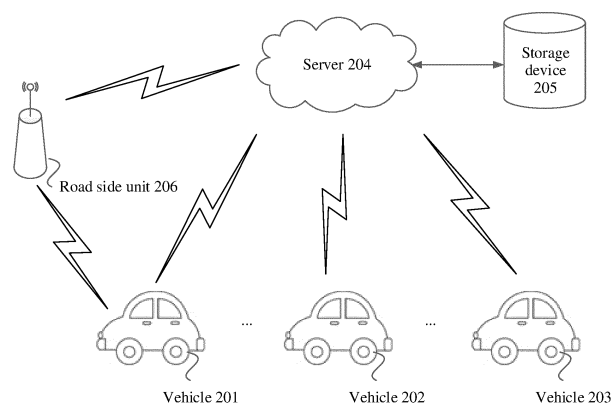 Server 204
Storage
device
205
Road side unit 206
...
...
Vehicle 201
Vehicle 202
Vehicle 203